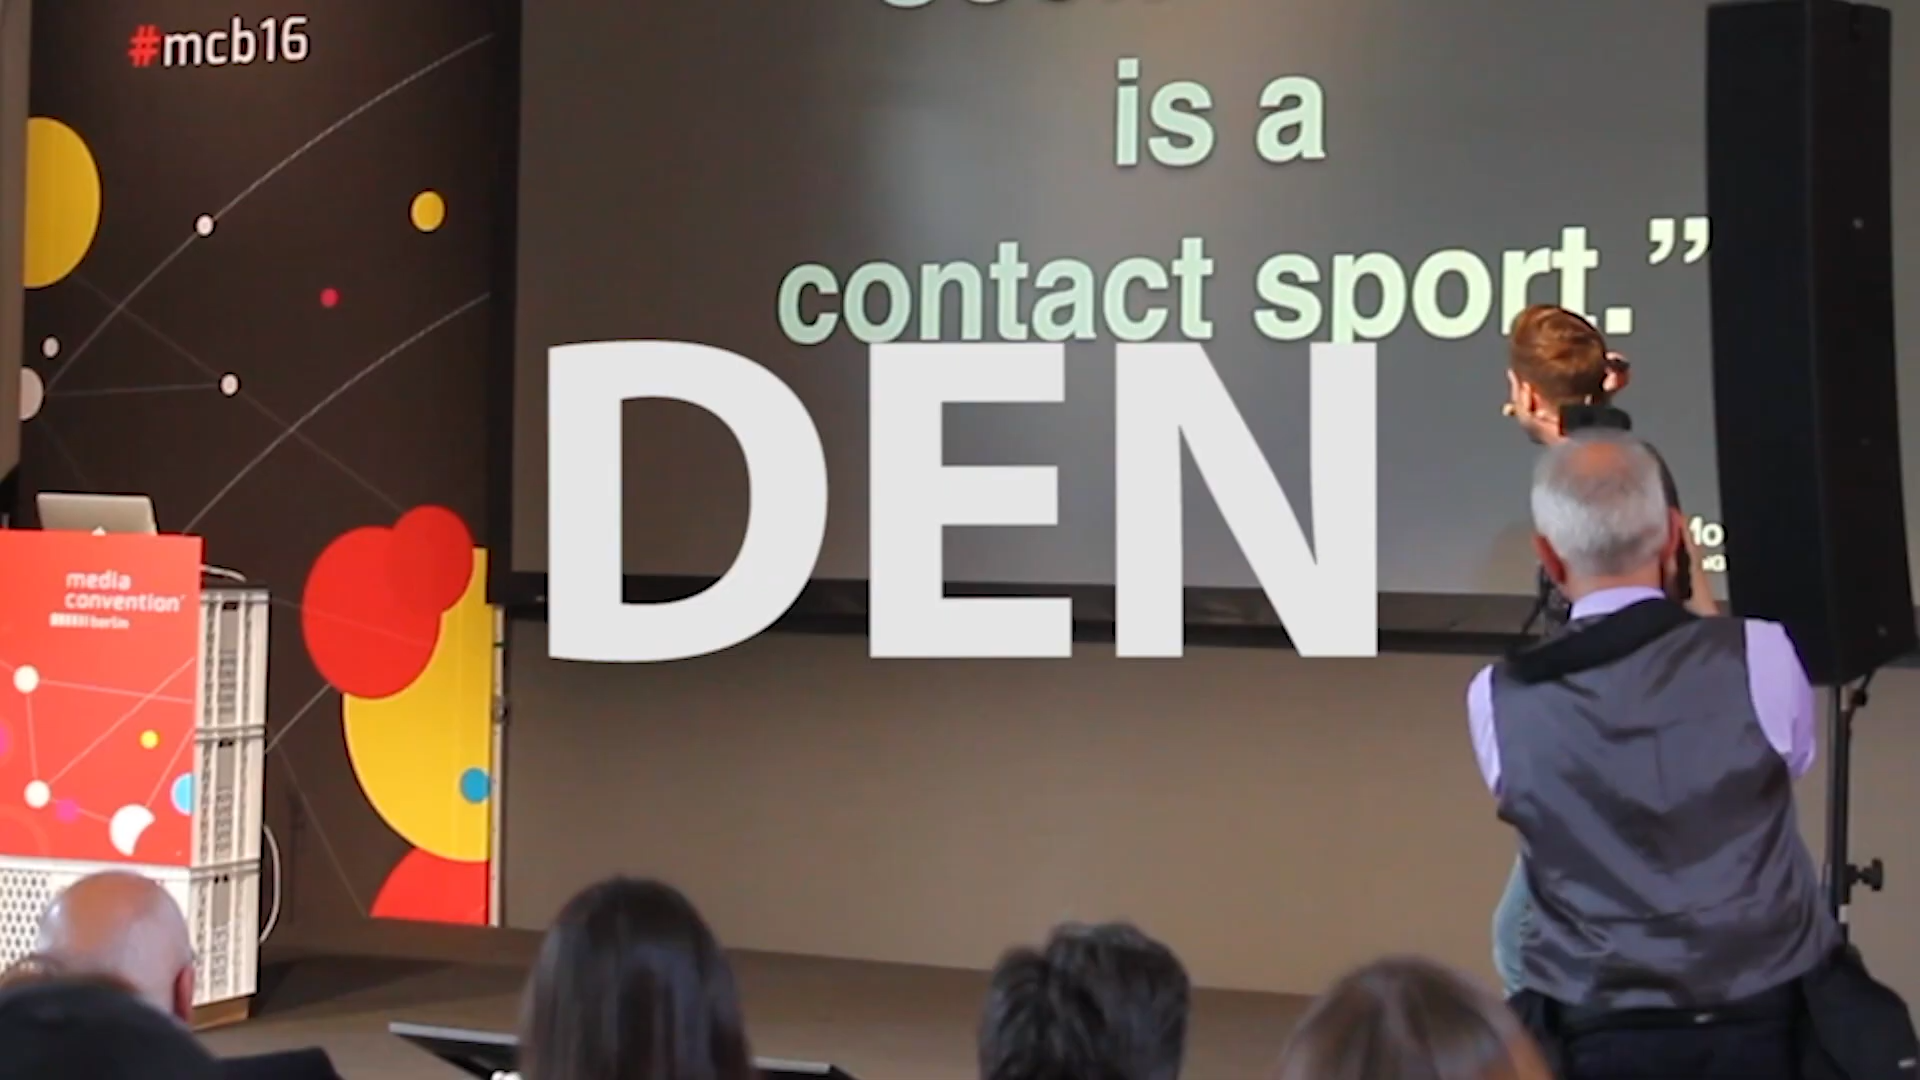 #mcb16
is a
contact sport.”
DEN
media
convention
berlin